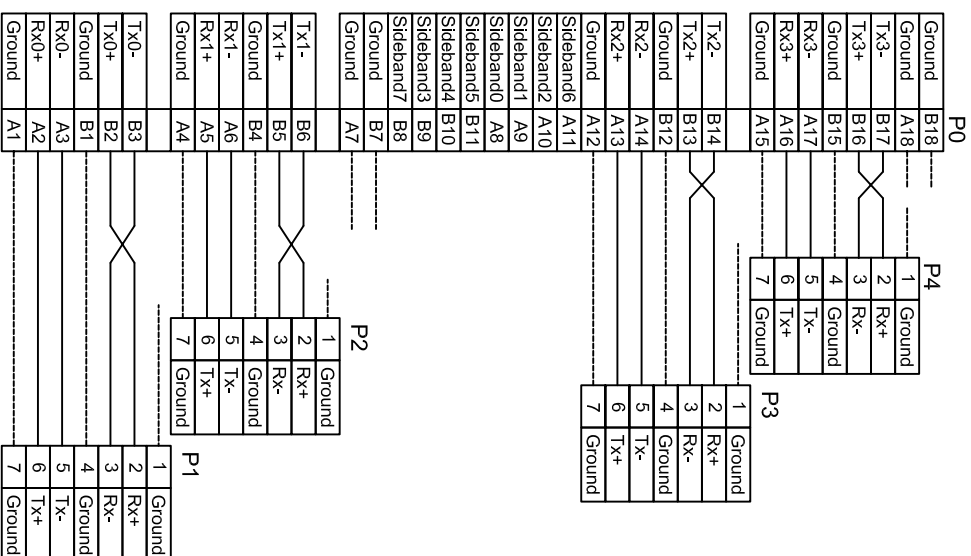 P0
Ground B18 P4
Ground A18 1 Ground
Tx3- B17 2 Rx+
Tx3+ B16 3 Rx-
Ground B15 4 Ground
Rx3- A17 5 Tx-
Rx3+ A16 6 Tx+
Ground A15 7 Ground
P3
1 Ground
Tx2- B14 2 Rx+
Tx2+ B13 3 Rx-
Ground B12 4 Ground
Rx2- A14 5 Tx-
Rx2+ A13 6 Tx+
Ground A12 7 Ground
Sideband6 A11
Sideband2 A10
Sideband1 A9
Sideband0 A8
Sideband5 B11
Sideband4 B10
Sideband3 B9
Sideband7 B8
Ground B7
Ground A7
P2
1 Ground
Tx1- B6 2 Rx+
Tx1+ B5 3 Rx-
Ground B4 4 Ground
Rx1- A6 5 Tx-
Rx1+ A5 6 Tx+
Ground A4 7 Ground
P1
1 Ground
Tx0- B3 2 Rx+
Tx0+ B2 3 Rx-
Ground B1 4 Ground
Rx0- A3 5 Tx-
Rx0+ A2 6 Tx+
Ground A1 7 Ground